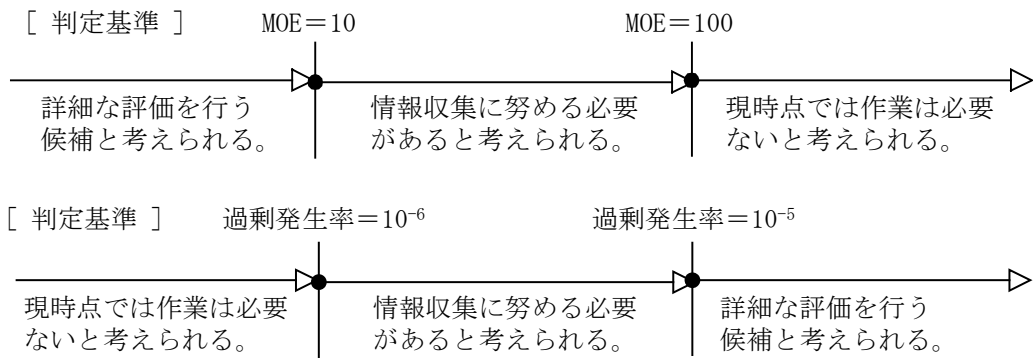 [ 判定基準 ] MOE=10 MOE=100
詳細な評価を行う
候補と考えられる。
情報収集に努める必要
があると考えられる。
現時点では作業は必要
ないと考えられる。
[ 判定基準 ] 過剰発生率=10⁻⁶ 過剰発生率=10⁻⁵
現時点では作業は必要
ないと考えられる。
情報収集に努める必要
があると考えられる。
詳細な評価を行う
候補と考えられる。